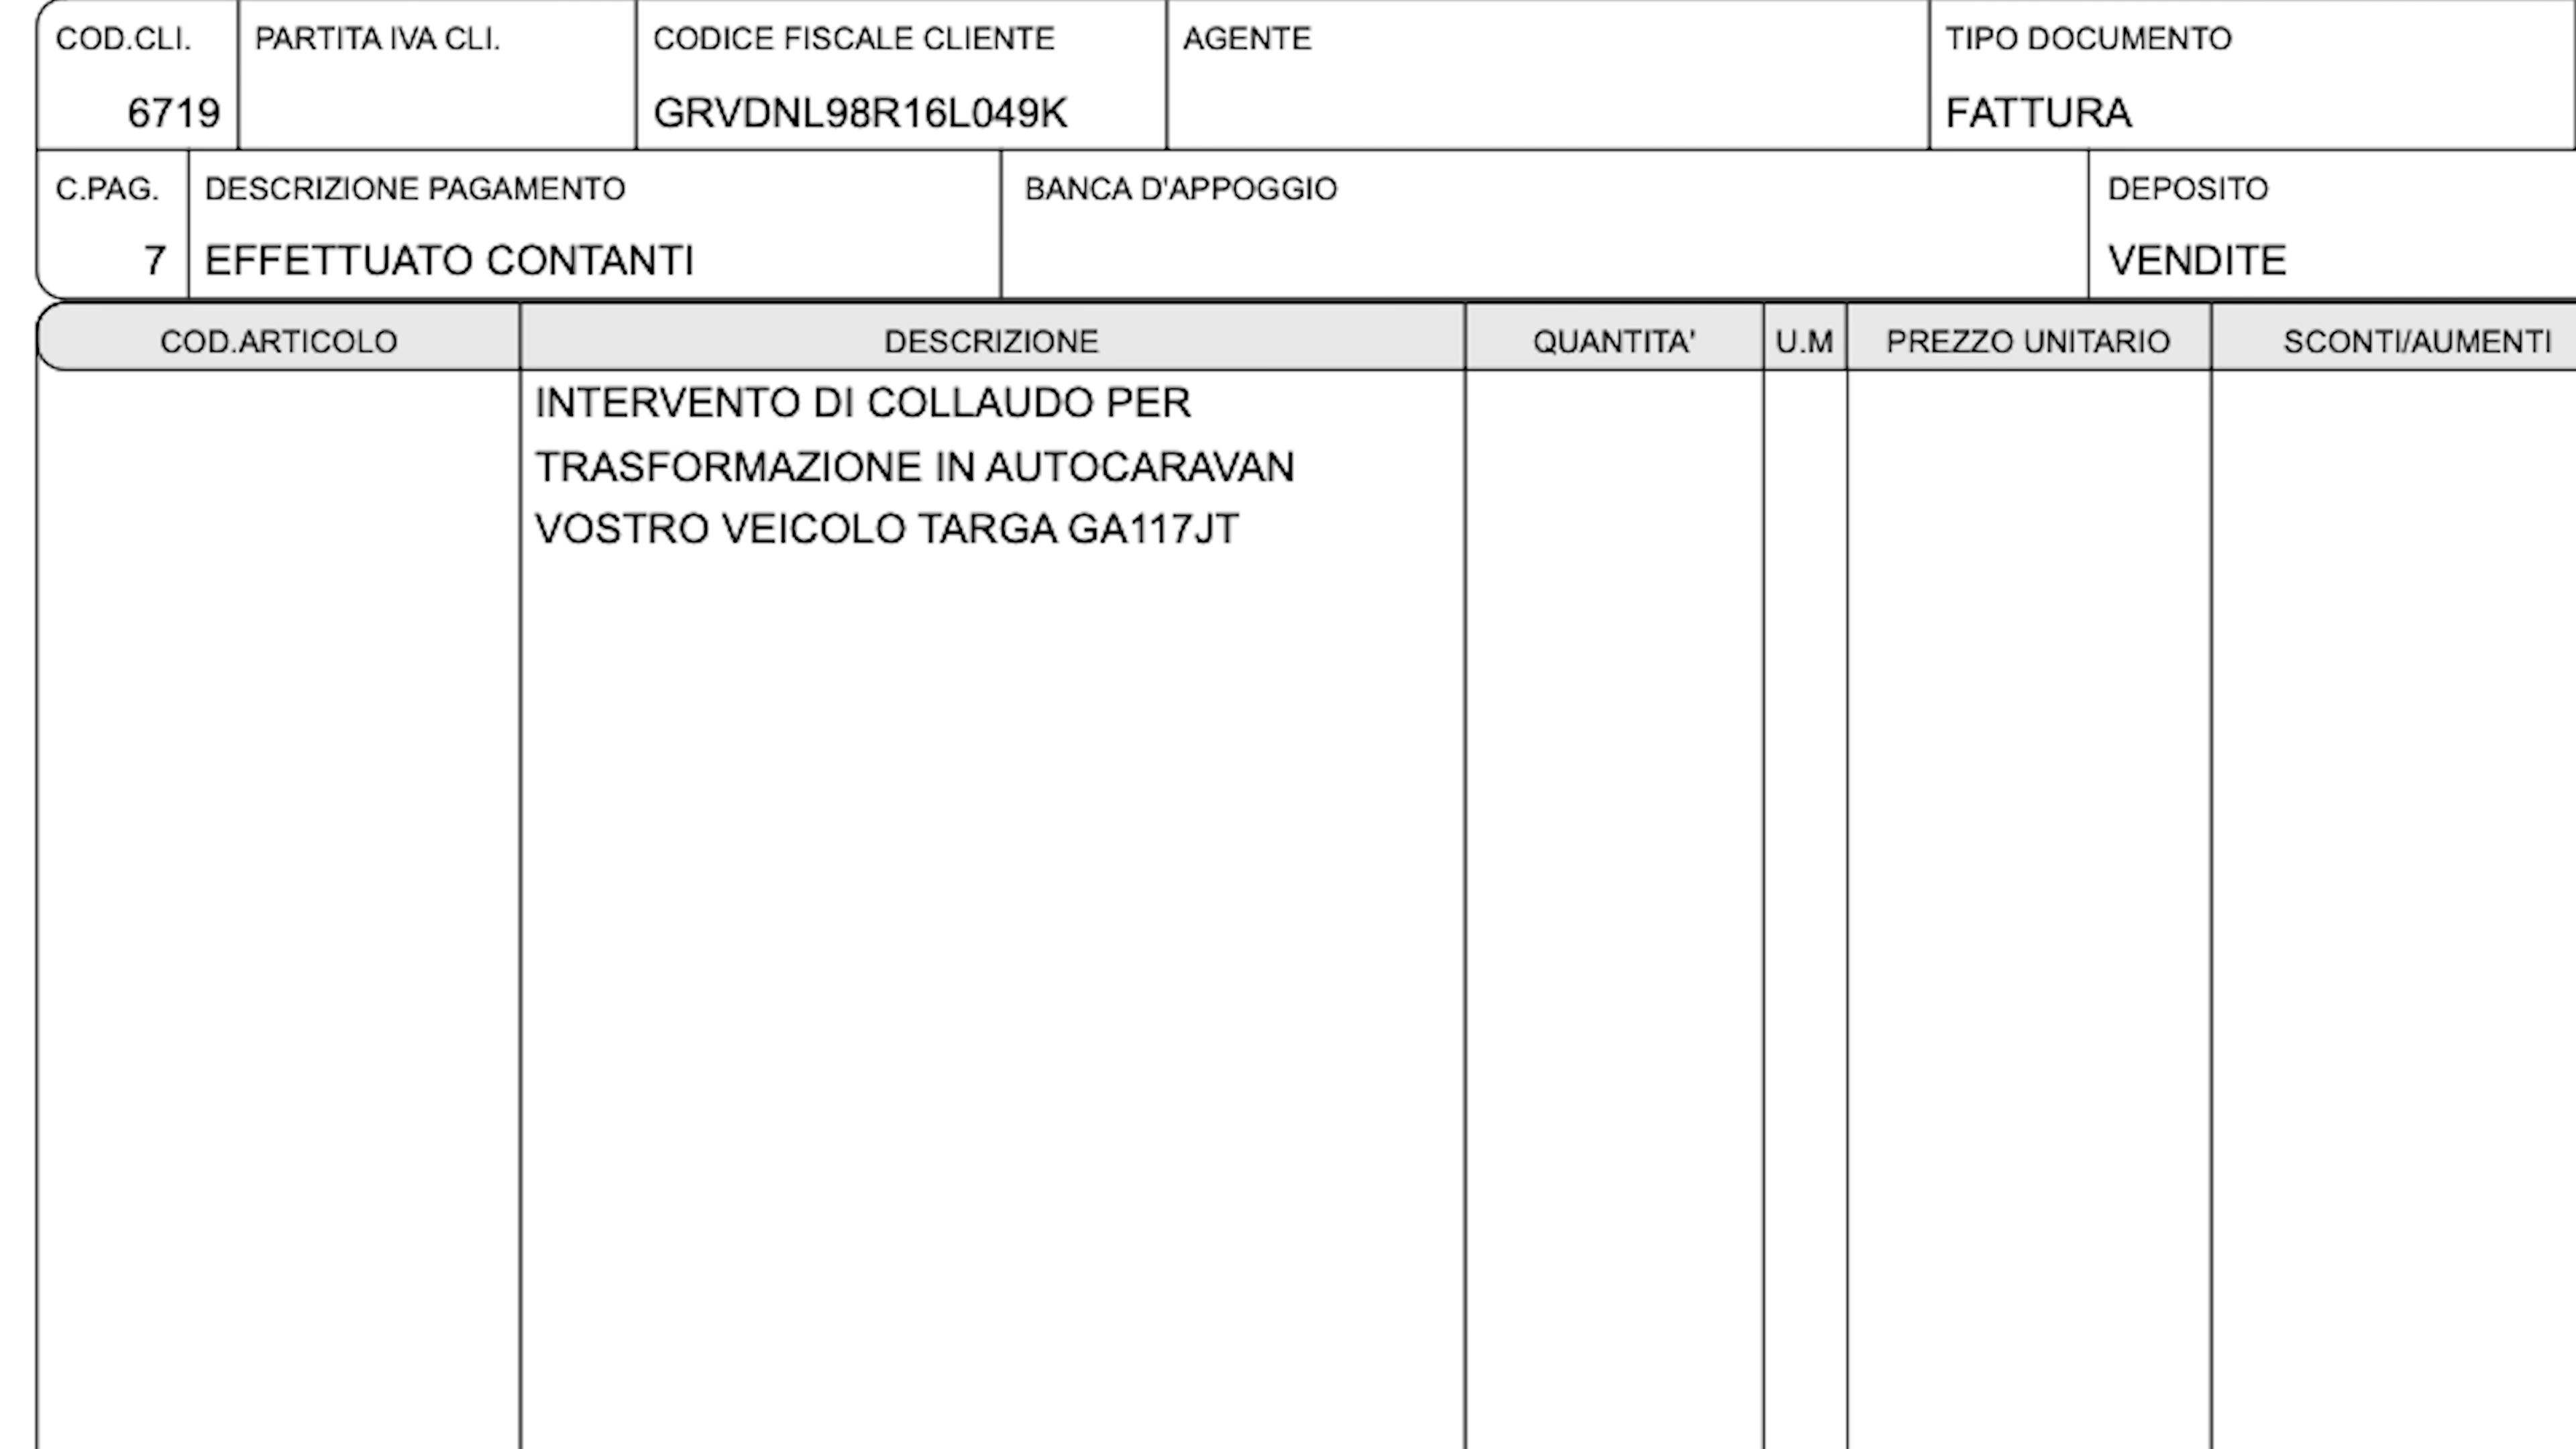 COD.CLI. PARTITA IVA CLI. CODICE FISCALE CLIENTE AGENTE TIPO DOCUMENTO
6719 GRVDNL98R16L049K FATTURA
C.PAG. DESCRIZIONE PAGAMENTO BANCA D'APPOGGIO DEPOSITO
7 EFFETTUATO CONTANTI VENDITE
COD.ARTICOLO DESCRIZIONE QUANTITA' U.M PREZZO UNITARIO SCONTI/AUMENTI
INTERVENTO DI COLLAUDO PER
TRASFORMAZIONE IN AUTOCARAVAN
VOSTRO VEICOLO TARGA GA117JT